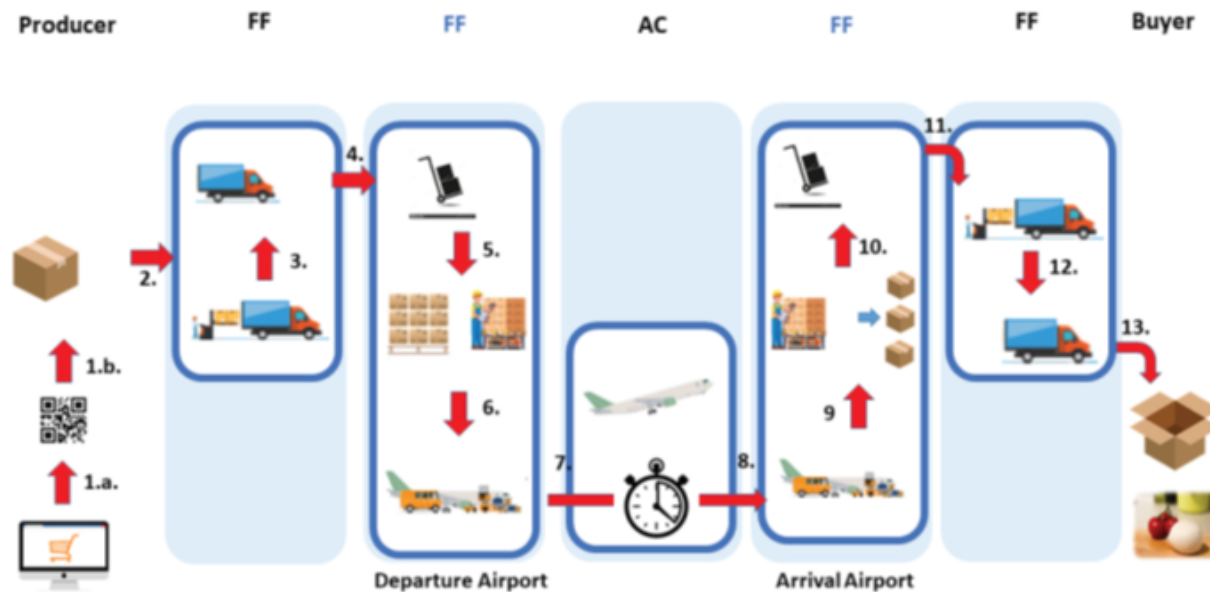 Producer
FF
FF
AC
FF
FF
Buyer
11.
4.
5.
10.
2.
3.
12.
13.
1.b.
6.
9
7.
8.
1.a.
Departure Airport
Arrival Airport